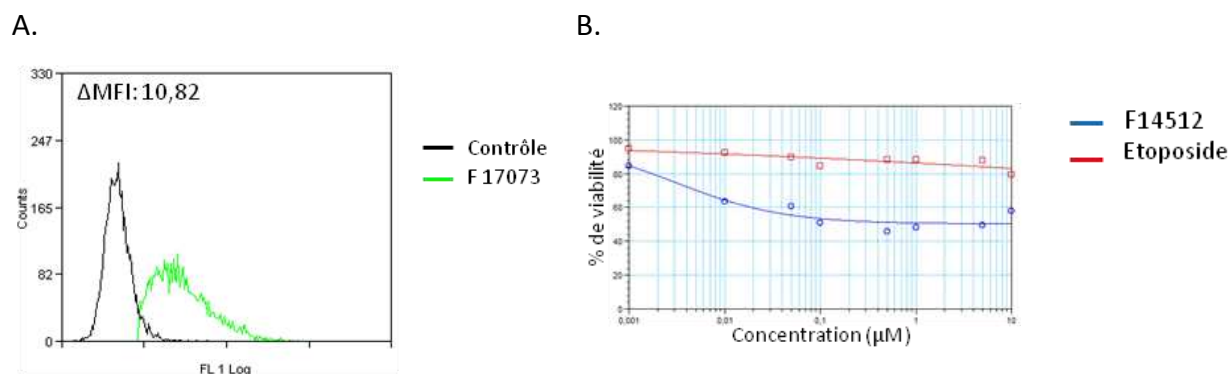 A.
B.
ΔMFI: 10,82
330
247
165
82
0
Counts
FL 1 Log
Contrôle
F 17073
120
100
80
60
40
20
0
% de viabilité
0,001
0,01
0,1
1
10
Concentration (µM)
F14512
Etoposide